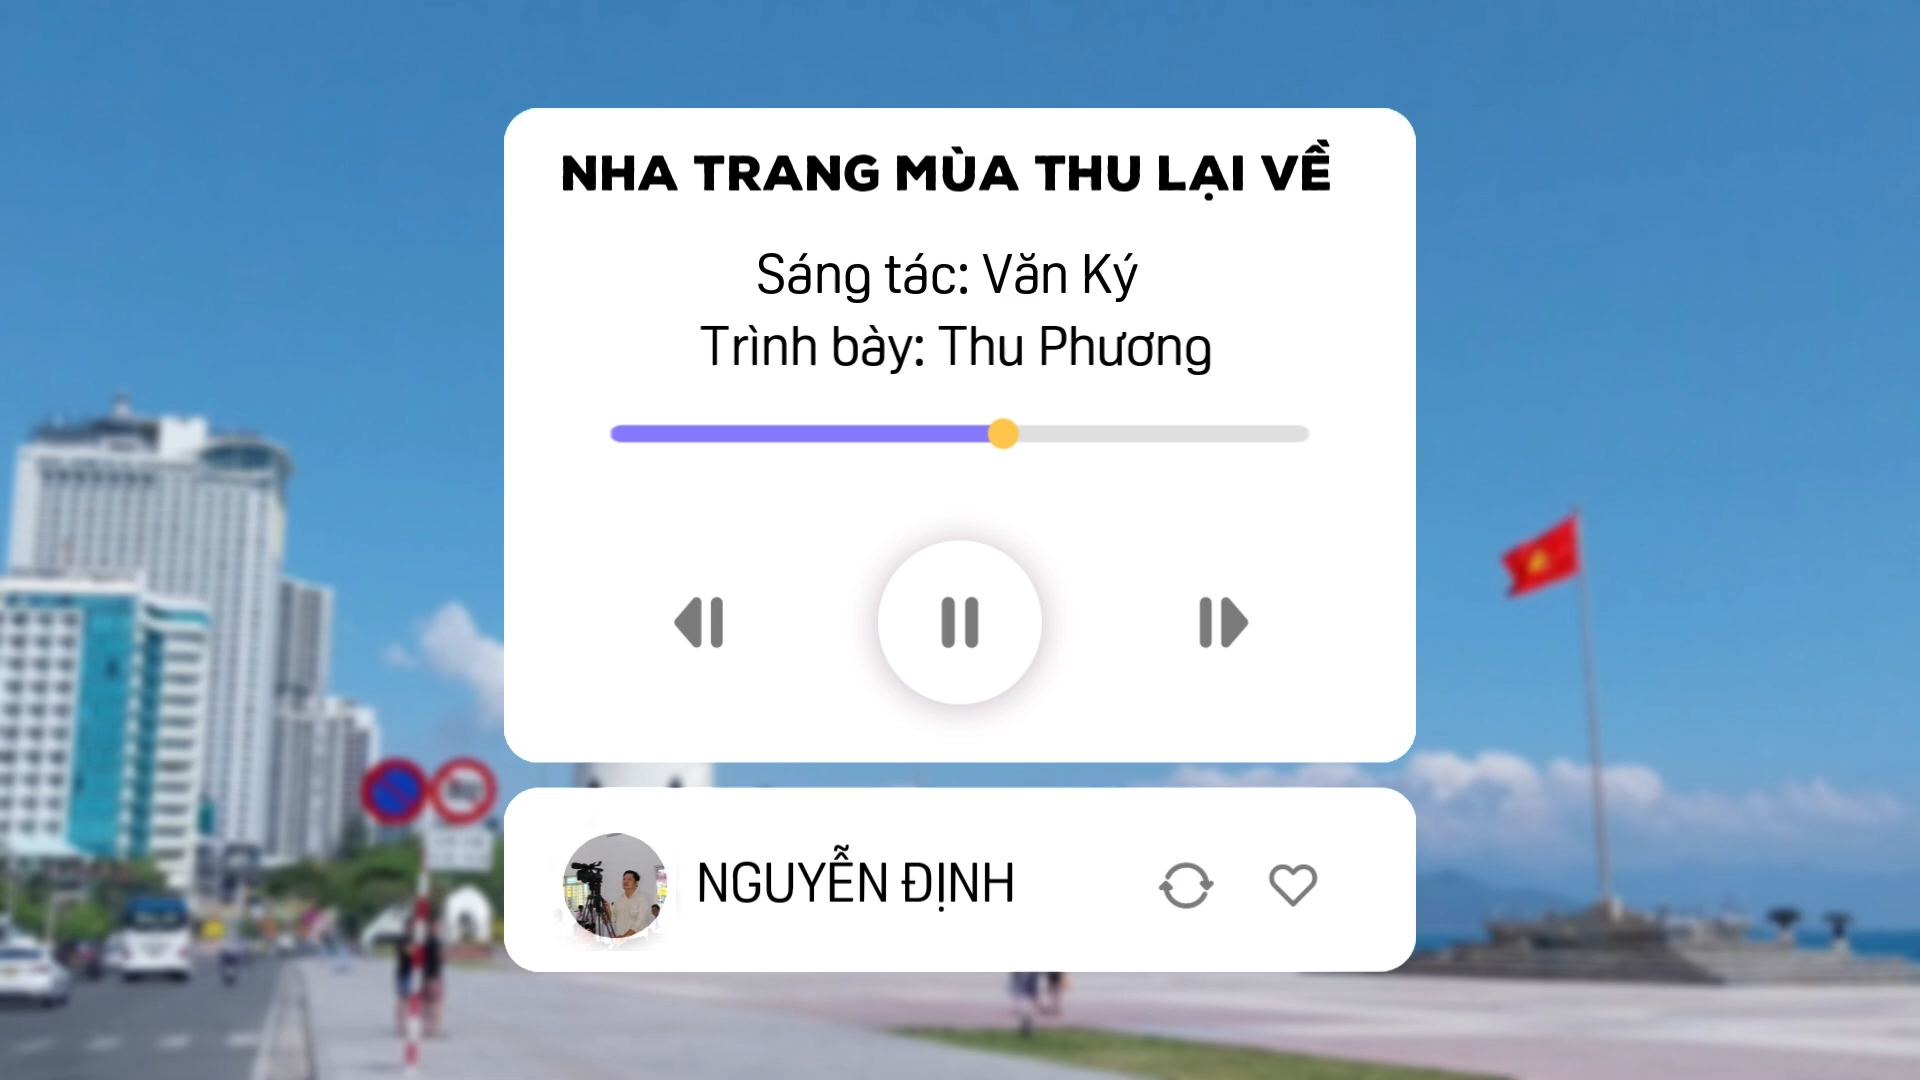 NHA TRANG MÙA THU LẠI VỀ
Sáng tác: Văn Ký
Trình bày: Thu Phương
NGUYỄN ĐỊNH